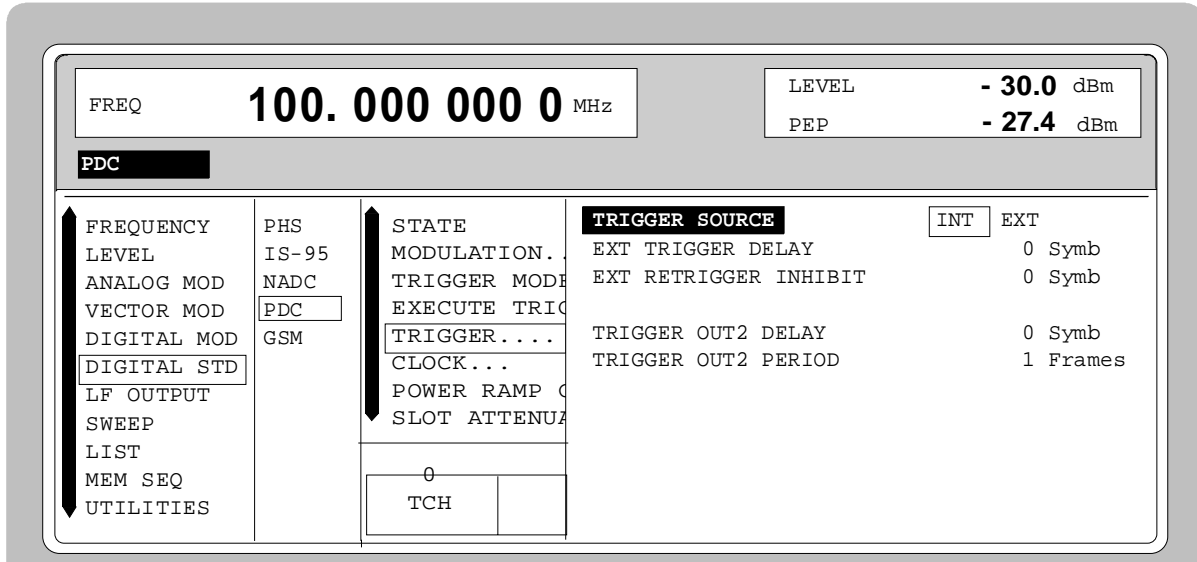 FREQ 100. 000 000 0 MHz
LEVEL - 30.0 dBm
PEP - 27.4 dBm
PDC
FREQUENCY
LEVEL
ANALOG MOD
VECTOR MOD
DIGITAL MOD
DIGITAL STD
LF OUTPUT
SWEEP
LIST
MEM SEQ
UTILITIES
PHS
IS-95
NADC
PDC
GSM
STATE
MODULATION..
TRIGGER MODE
EXECUTE TRIG
TRIGGER....
CLOCK...
POWER RAMP C
SLOT ATTENUA
0
TCH
TRIGGER SOURCE INT EXT
EXT TRIGGER DELAY 0 Symb
EXT RETRIGGER INHIBIT 0 Symb
TRIGGER OUT2 DELAY 0 Symb
TRIGGER OUT2 PERIOD 1 Frames